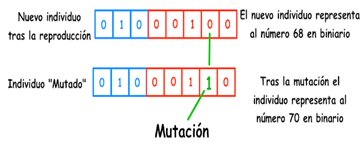 Nuevo individuo
tras la reproducción
0 1 0 0 0 1 0 0
El nuevo individuo representa
al número 68 en biniario
Individuo "Mutado"
0 1 0 0 0 1 1 0
Tras la mutación el
individuo representa al
número 70 en binario
Mutación